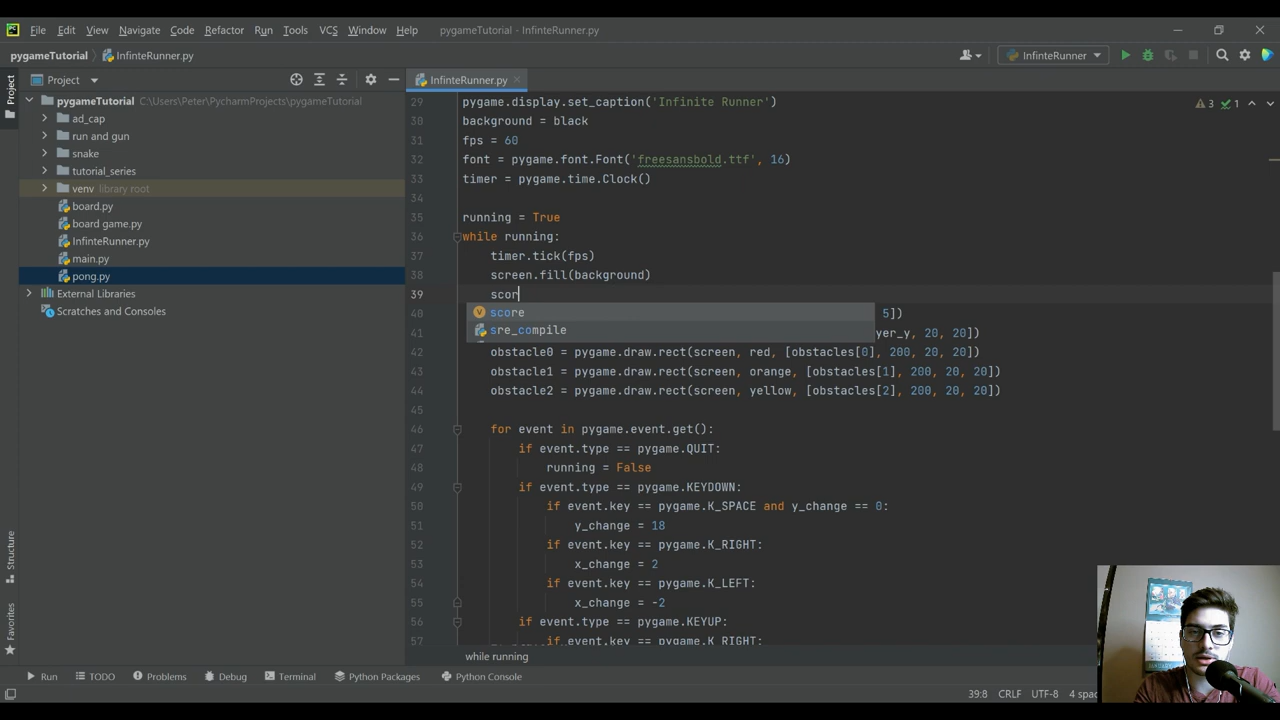 File Edit View Navigate Code Refactor Run Tools VCS Window Help pygameTutorial - InfiniteRunner.py
pygameTutorial InfinteRunner.py InfinteRunner
Project
Project
InfinteRunner.py
pygameTutorial C:\Users\Peter\PycharmProjects\pygameTutorial
ad_cap
run and gun
snake
tutorial_series
venv library root
board.py
board game.py
InfinteRunner.py
main.py
pong.py
External Libraries
Scratches and Consoles
3 1
29 pygame.display.set_caption('Infinite Runner')
30 background = black
31 fps = 60
32 font = pygame.font.Font('freesansbold.ttf', 16)
33 timer = pygame.time.Clock()
34
35 running = True
36 while running:
37 timer.tick(fps)
38 screen.fill(background)
39 scor
score
sre_compile
40 5])
41 yer_y, 20, 20])
42 obstacle0 = pygame.draw.rect(screen, red, [obstacles[0], 200, 20, 20])
43 obstacle1 = pygame.draw.rect(screen, orange, [obstacles[1], 200, 20, 20])
44 obstacle2 = pygame.draw.rect(screen, yellow, [obstacles[2], 200, 20, 20])
45
46 for event in pygame.event.get():
47 if event.type == pygame.QUIT:
48 running = False
49 if event.type == pygame.KEYDOWN:
50 if event.key == pygame.K_SPACE and y_change == 0:
51 y_change = 18
52 if event.key == pygame.K_RIGHT:
53 x_change = 2
54 if event.key == pygame.K_LEFT:
55 x_change = -2
56 if event.type == pygame.KEYUP:
57 if event.key == pygame.K_RIGHT:
while running
Structure
Favorites
Run TODO Problems Debug Terminal Python Packages Python Console
39:8 CRLF UTF-8 4 spac